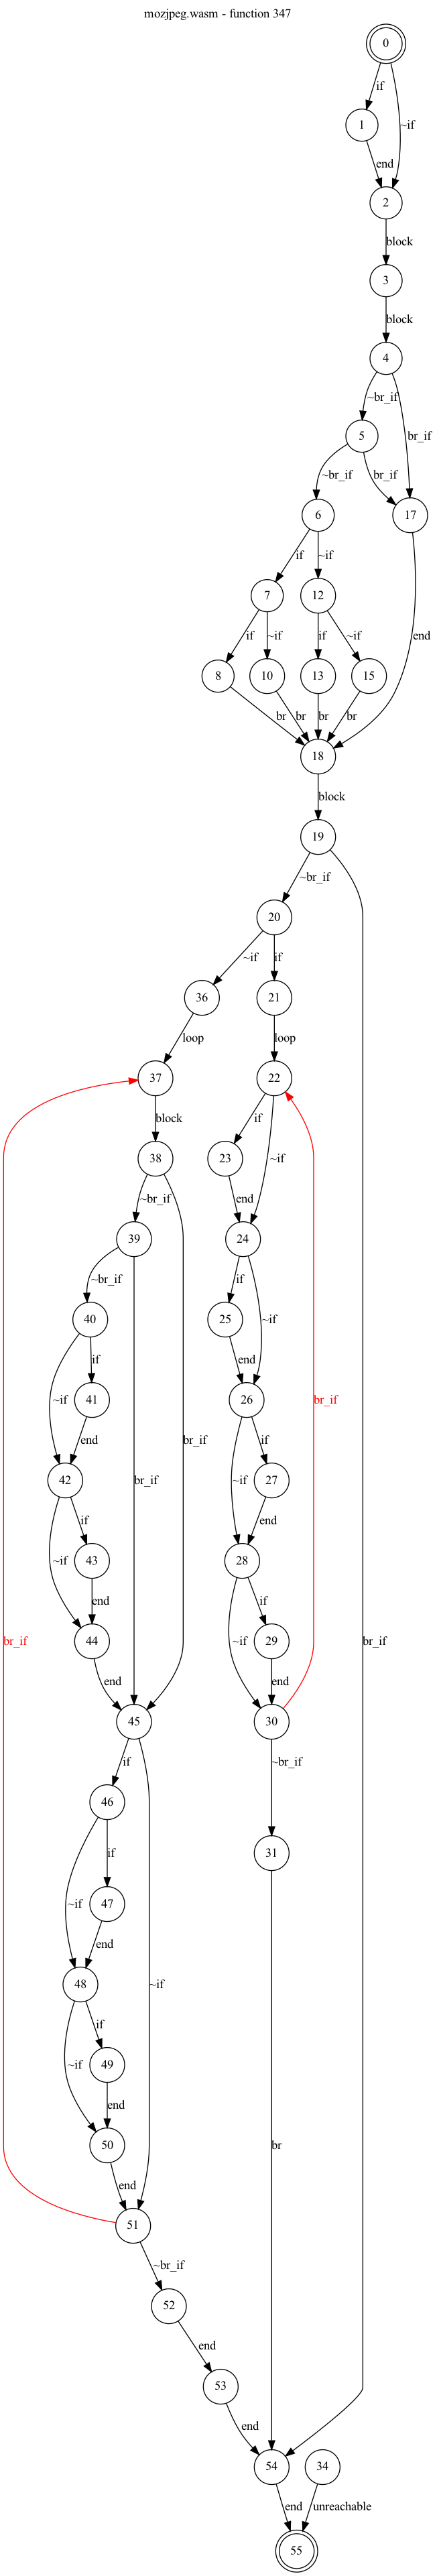 mozjpeg.wasm - function 347
0
if
1
~if
end
2
block
3
block
4
~br_if
5
br_if
~br_if
br_if
6
17
if
~if
7
12
if
~if
if
~if
end
8
10
13
15
br
br
br
br
18
block
19
~br_if
20
~if
if
36
21
loop
loop
37
22
block
if
38
23
~if
~br_if
end
39
24
~br_if
if
40
25
~if
~if
if
end
41
26
end
br_if
br_if
~if
if
br_if
42
27
if
end
~if
43
28
end
if
~if
br_if
44
29
br_if
end
end
45
30
if
~br_if
46
31
if
~if
47
end
~if
48
if
~if
49
end
br
50
end
51
~br_if
52
end
53
end
54
34
end
unreachable
55